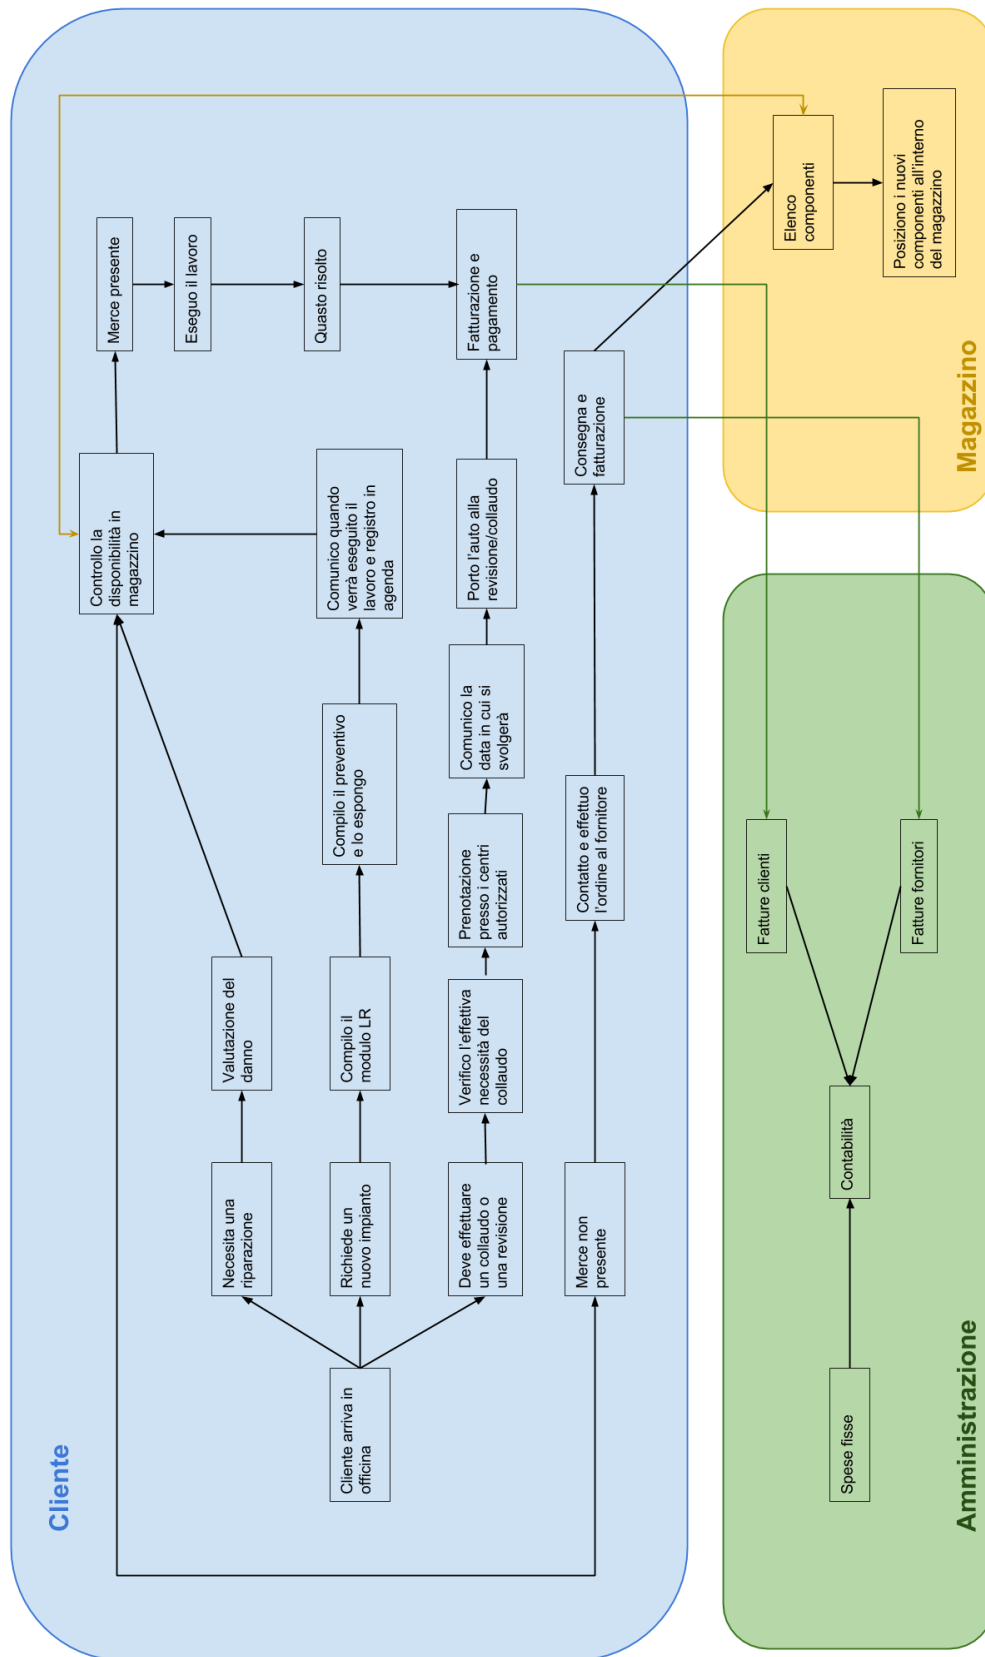 Cliente
Cliente arriva in
officina
Necesita una
riparazione
Valutazione del
danno
Controllo la
disponibilità in
magazzino
Merce presente
Eseguo il lavoro
Quasto risolto
Fatturazione e
pagamento
Richiede un
nuovo impianto
Compilo il
modulo LR
Compilo il preventivo
e lo espongo
Comunico quando
verrà eseguito il
lavoro e registro in
agenda
Deve effettuare
un collaudo o
una revisione
Verifico l'effettiva
necessità del
collaudo
Prenotazione
presso i centri
autorizzati
Comunico la
data in cui si
svolgerà
Porto l'auto alla
revisione/collaudo
Merce non
presente
Contatto e effettuo
l'ordine al fornitore
Consegna e
fatturazione
Amministrazione
Spese fisse
Contabilità
Fatture clienti
Fatture fornitori
Magazzino
Elenco
componenti
Posiziono i nuovi
componenti all'interno
del magazzino